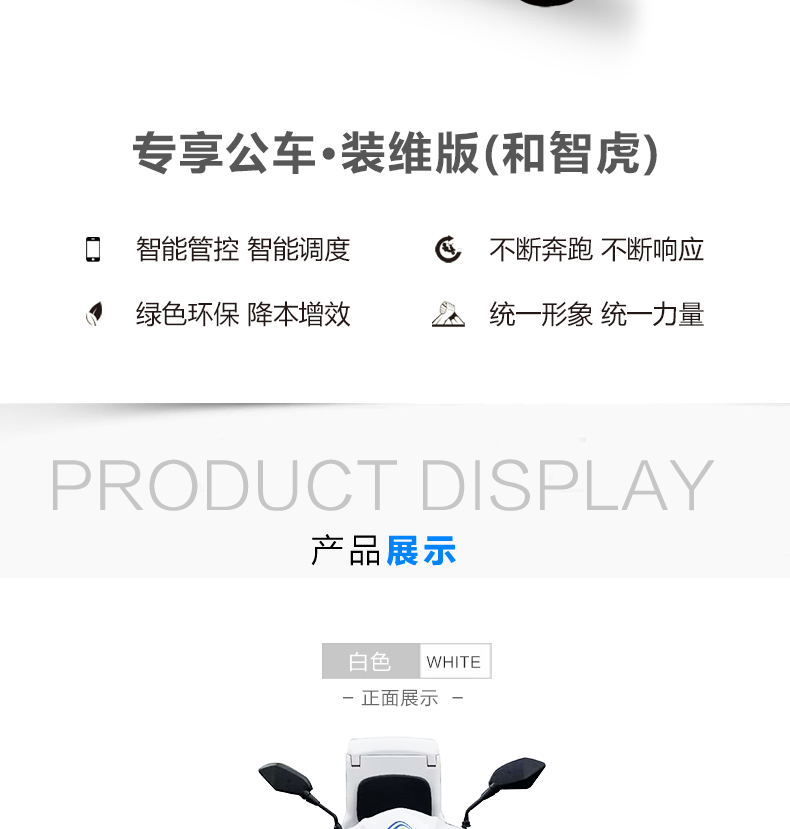 专享公车·装维版(和智虎)
智能管控 智能调度
不断奔跑 不断响应
绿色环保 降本增效
统一形象 统一力量
PRODUCT DISPLAY
产品展示
白色 WHITE
– 正面展示 –